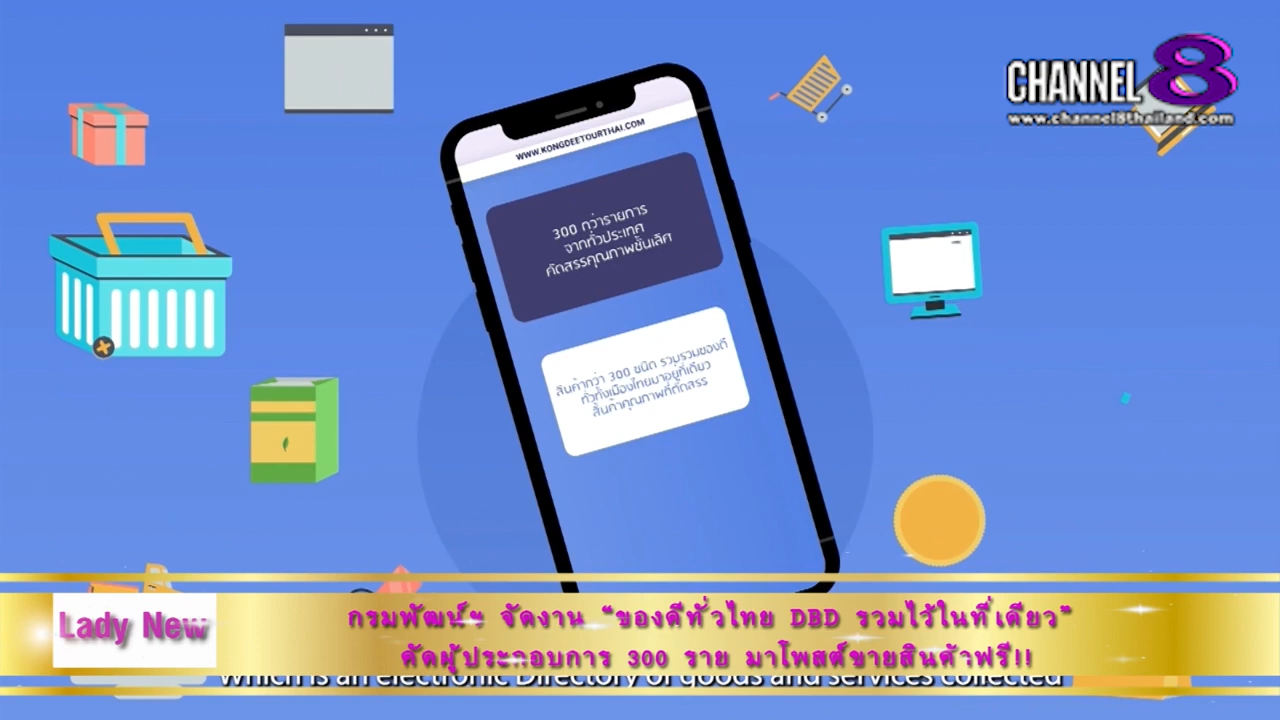 CHANNEL 8
www.channel8thailand.com
WWW.KONGDEETOURTHAI.COM
300 กว่ารายการ
จากทั่วประเทศ
คัดสรรคุณภาพชั้นเลิศ
สินค้ากว่า 300 ชนิด รวบรวมของดี
ทั่วทั้งเมืองไทยมาอยู่ที่เดียว
สินค้าคุณภาพที่คัดสรร
Lady New
กรมพัฒน์ฯ จัดงาน “ของดีทั่วไทย DBD รวมไว้ในที่เดียว”
คัดผู้ประกอบการ 300 ราย มาโพสต์ขายสินค้าฟรี!!
which is an electronic Directory of goods and services collected